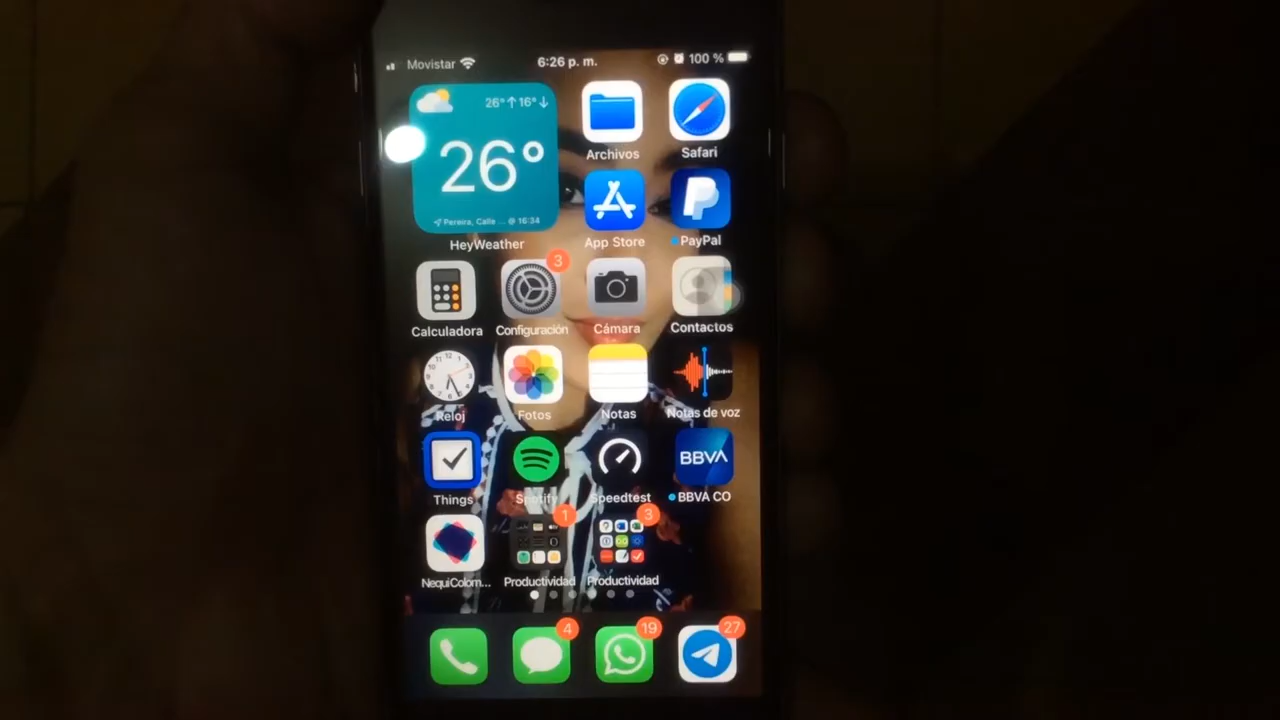 Movistar 6:26 p. m. 100 %
26°↑16°↓
26°
Pereira, Calle ... @ 16:34
HeyWeather
Archivos Safari
App Store PayPal
3
Calculadora Configuración Cámara Contactos
Reloj Fotos Notas Notas de voz
BBVA
Things Spotify Speedtest BBVA CO
1 3
NequiColom... Productividad Productividad
4 19 27